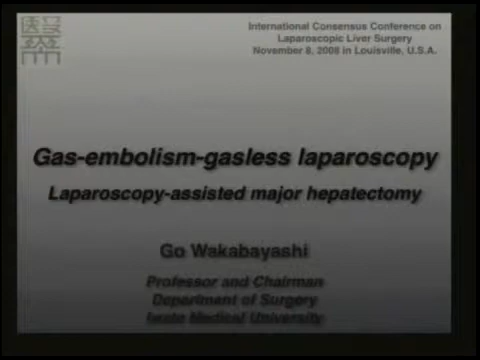 International Consensus Conference on
Laparoscopic Liver Surgery
November 8, 2008 in Louisville, U.S.A.
Gas-embolism-gasless laparoscopy
Laparoscopy-assisted major hepatectomy
Go Wakabayashi
Professor and Chairman
Department of Surgery
Iwate Medical University